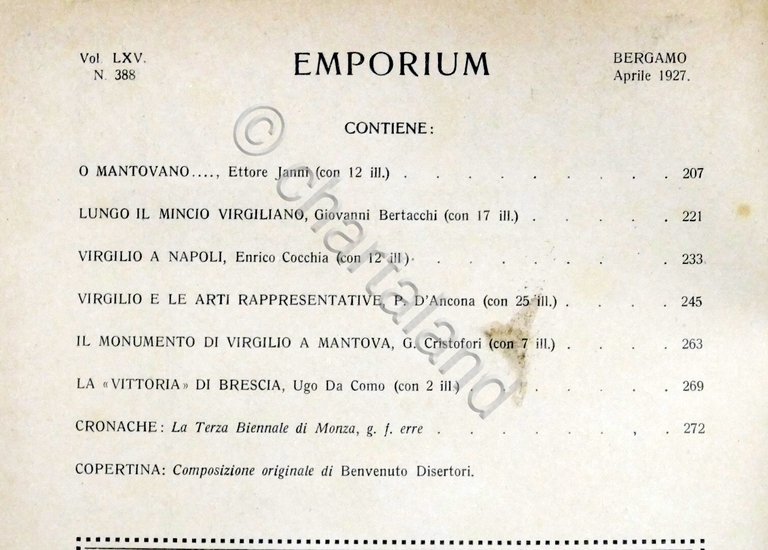 Vol. LXV.
N. 388
EMPORIUM
BERGAMO
Aprile 1927.
CONTIENE:
O MANTOVANO...., Ettore Janni (con 12 ill.) . . . . . . . . . 207
LUNGO IL MINCIO VIRGILIANO, Giovanni Bertacchi (con 17 ill.) . . . . . 221
VIRGILIO A NAPOLI, Enrico Cocchia (con 12 ill) . . . . . . . . 233
VIRGILIO E LE ARTI RAPPRESENTATIVE, P. D'Ancona (con 25 ill.) . . . . 245
IL MONUMENTO DI VIRGILIO A MANTOVA, G. Cristofori (con 7 ill.) . . . . 263
LA «VITTORIA» DI BRESCIA, Ugo Da Como (con 2 ill) . . . . . . 269
CRONACHE: La Terza Biennale di Monza, g. f. erre . . . . . . . 272
COPERTINA: Composizione originale di Benvenuto Disertori.
© chartaland